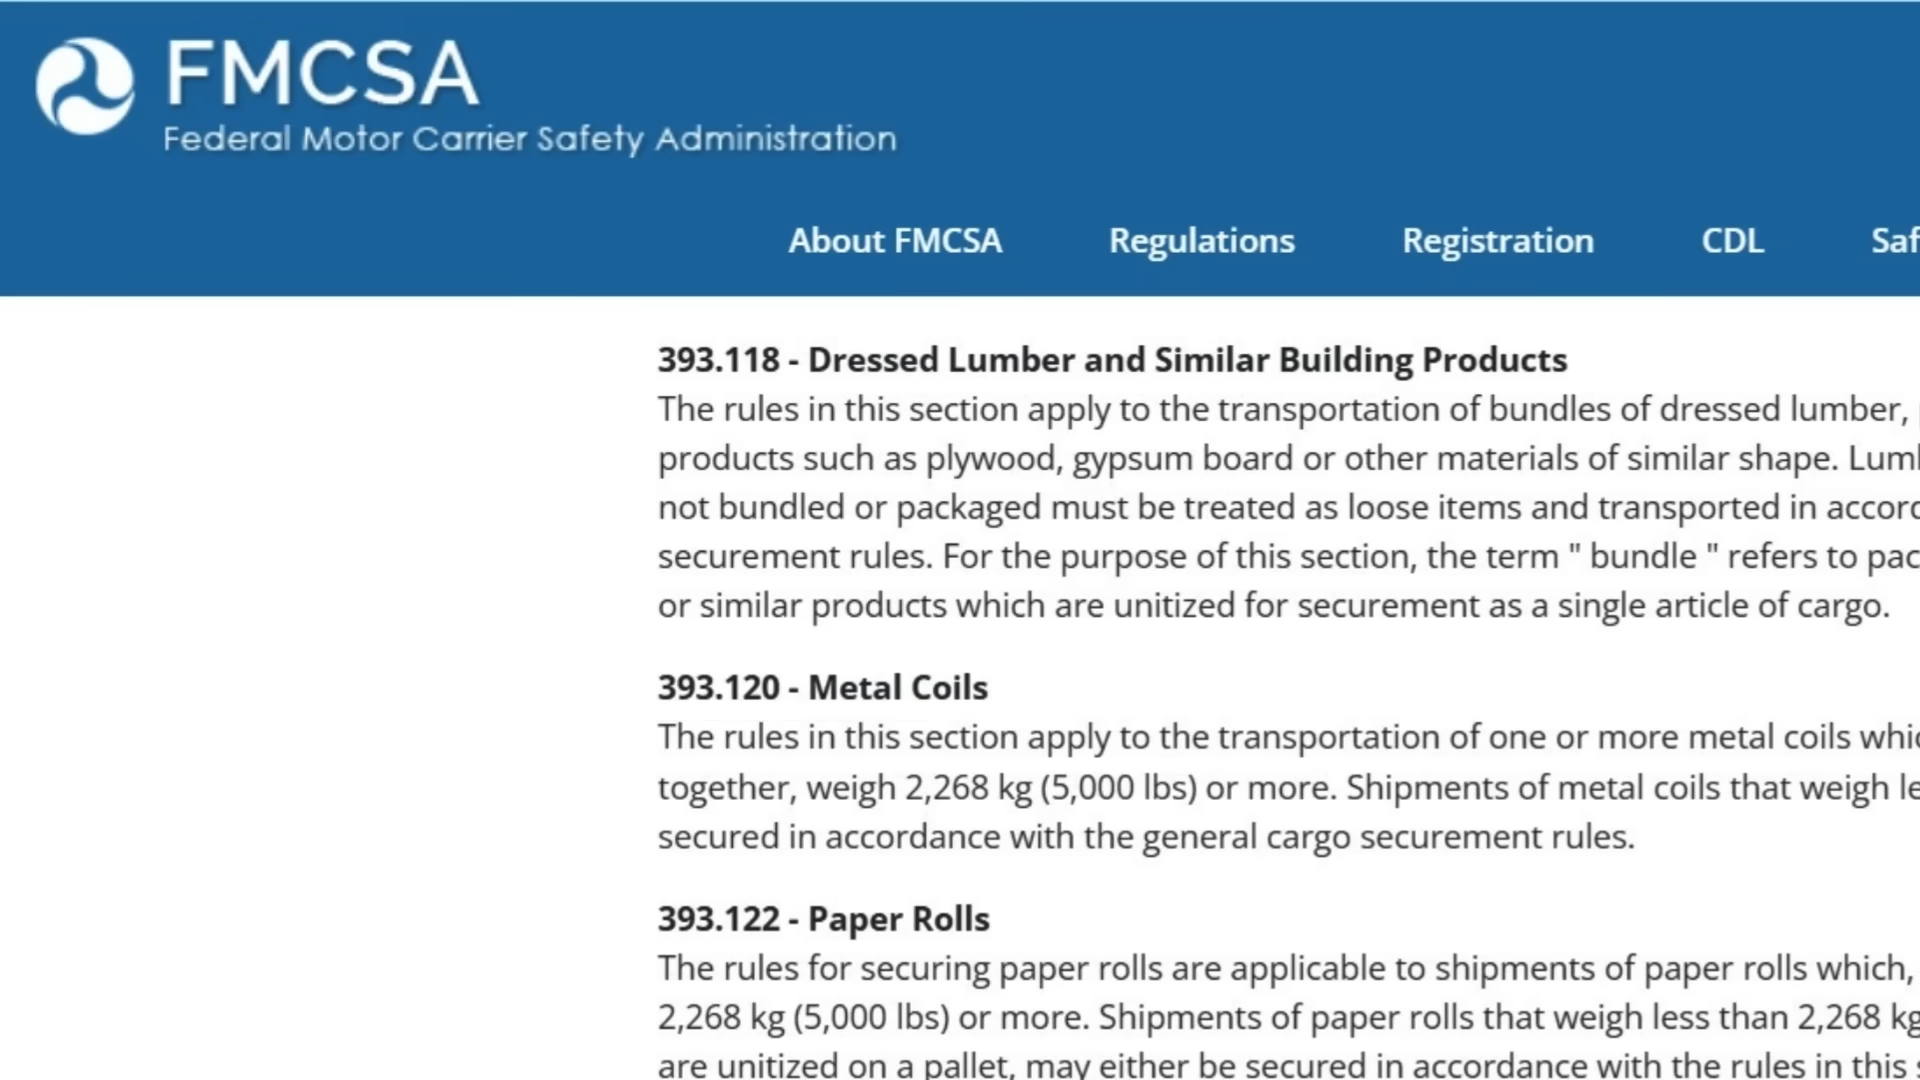 FMCSA
Federal Motor Carrier Safety Administration
About FMCSA Regulations Registration CDL
393.118 - Dressed Lumber and Similar Building Products
The rules in this section apply to the transportation of bundles of dressed lumber,
products such as plywood, gypsum board or other materials of similar shape.
not bundled or packaged must be treated as loose items and transported in
securement rules. For the purpose of this section, the term " bundle " refers to
or similar products which are unitized for securement as a single article of cargo.
393.120 - Metal Coils
The rules in this section apply to the transportation of one or more metal coils
together, weigh 2,268 kg (5,000 lbs) or more. Shipments of metal coils that weigh
secured in accordance with the general cargo securement rules.
393.122 - Paper Rolls
The rules for securing paper rolls are applicable to shipments of paper rolls which,
2,268 kg (5,000 lbs) or more. Shipments of paper rolls that weigh less than 2,268 kg
are unitized on a pallet, may either be secured in accordance with the rules in this